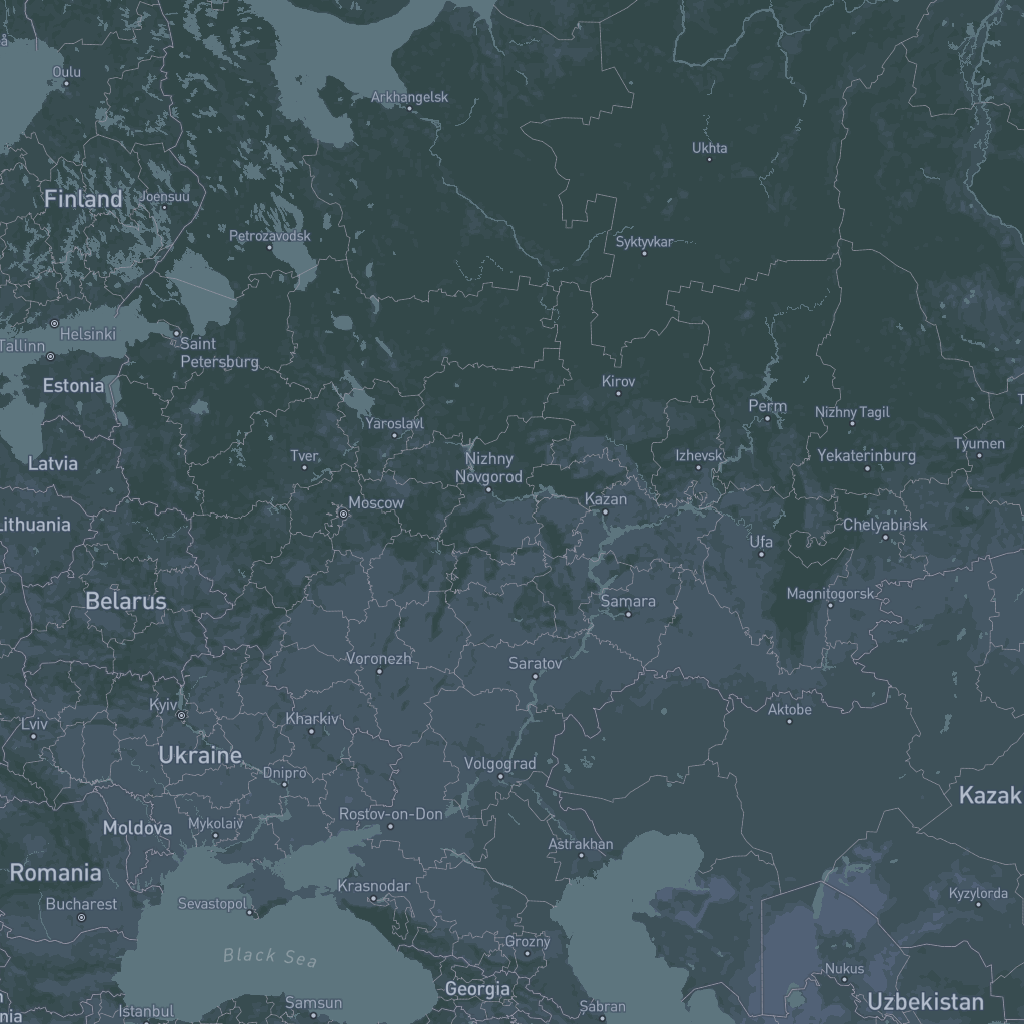 Oulu
Arkhangelsk
Ukhta
Finland
Joensuu
Petrozavodsk
Syktyvkar
Helsinki
Tallinn
Saint
Petersburg
Estonia
Kirov
Perm
Nizhny Tagil
Yaroslavl
Tyumen
Latvia
Tver
Nizhny
Novgorod
Izhevsk
Yekaterinburg
Moscow
Kazan
Lithuania
Chelyabinsk
Ufa
Belarus
Samara
Magnitogorsk
Voronezh
Saratov
Kyiv
Lviv
Kharkiv
Aktobe
Ukraine
Volgograd
Dnipro
Kazak
Moldova
Mykolaiv
Rostov-on-Don
Astrakhan
Romania
Krasnodar
Kyzylorda
Bucharest
Sevastopol
Grozny
Black Sea
Nukus
Georgia
Uzbekistan
Istanbul
Samsun
Sabran